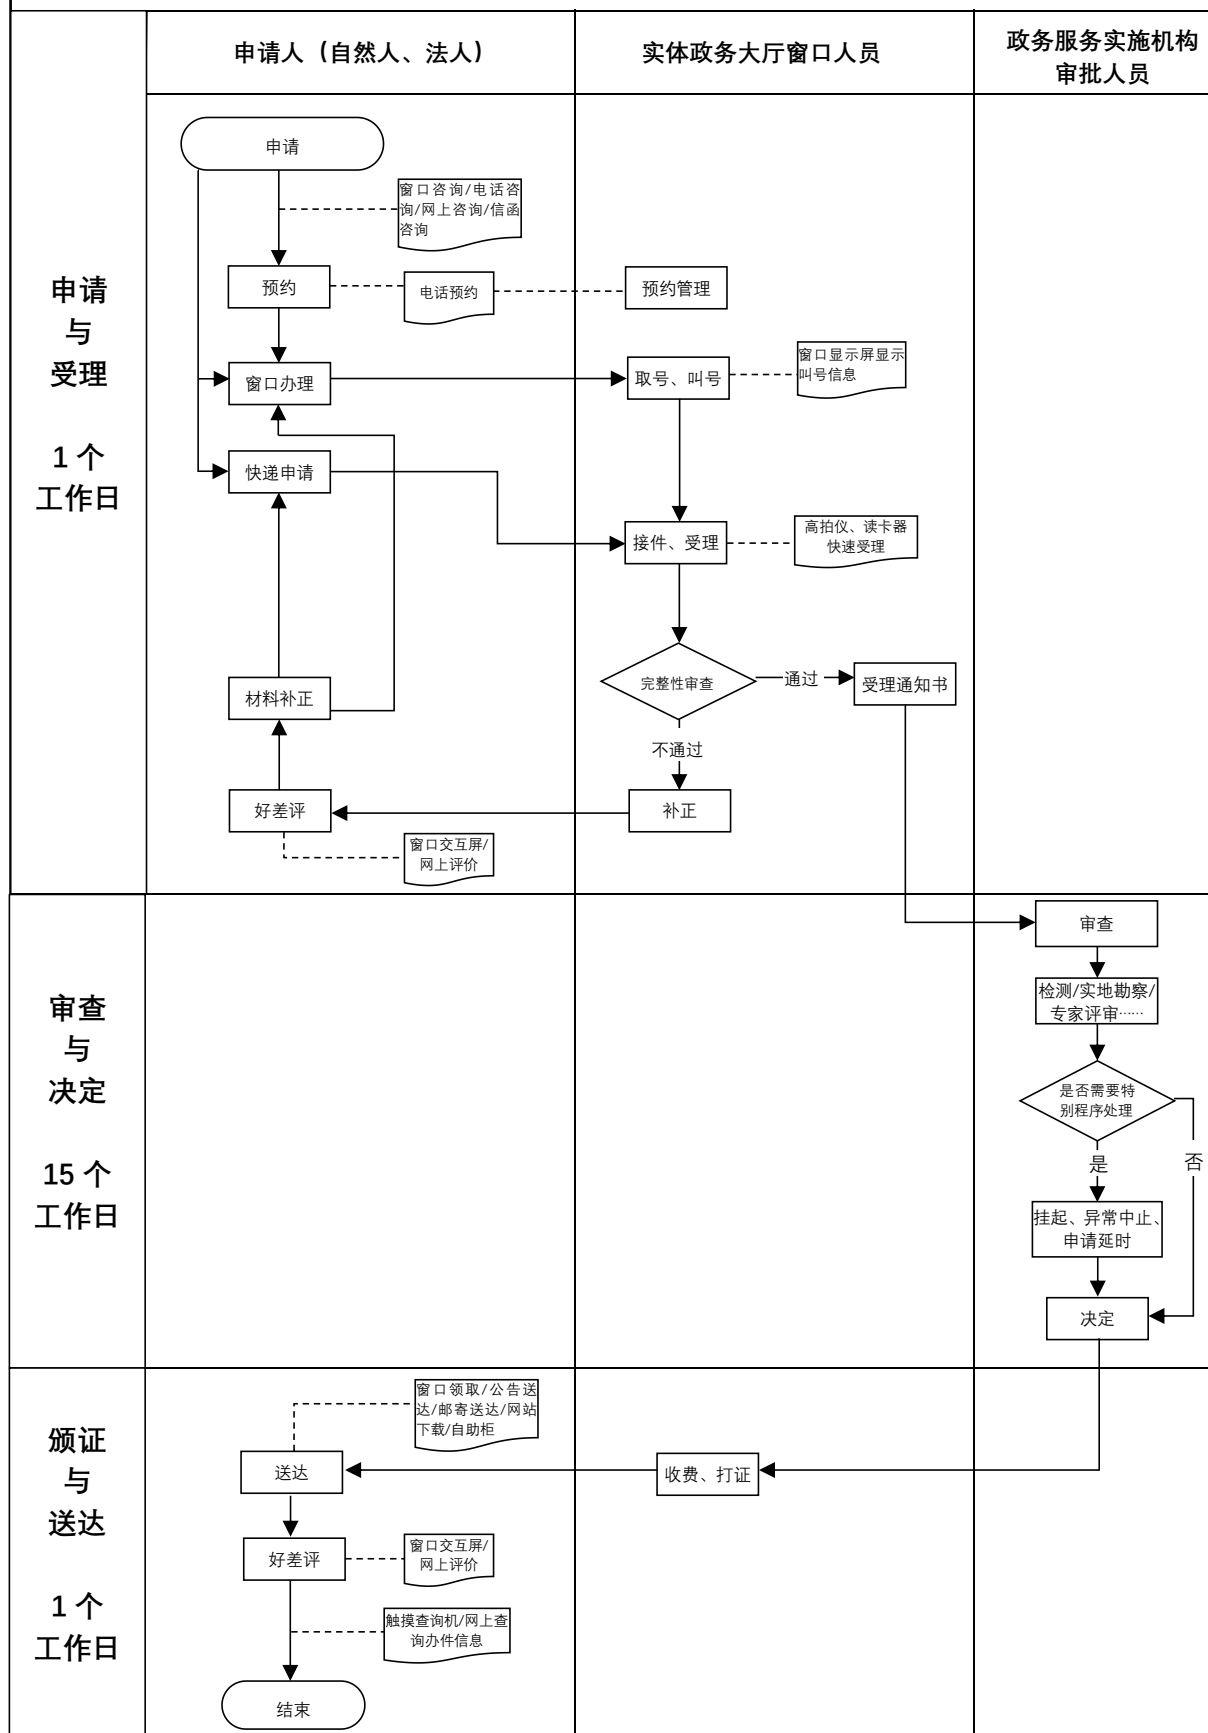 申请人（自然人、法人）
实体政务大厅窗口人员
政务服务实施机构
审批人员
申请
与
受理
1 个
工作日
申请
窗口咨询/电话咨
询/网上咨询/信函
咨询
预约
电话预约
预约管理
窗口办理
取号、叫号
窗口显示屏显示
叫号信息
快递申请
接件、受理
高拍仪、读卡器
快速受理
材料补正
完整性审查
通过
受理通知书
不通过
好差评
补正
窗口交互屏/
网上评价
审查
与
决定
15 个
工作日
审查
检测/实地勘察/
专家评审……
是否需要特
别程序处理
是
否
挂起、异常中止、
申请延时
决定
颁证
与
送达
1 个
工作日
窗口领取/公告送
达/邮寄送达/网站
下载/自助柜
送达
收费、打证
好差评
窗口交互屏/
网上评价
触摸查询机/网上查
询办件信息
结束